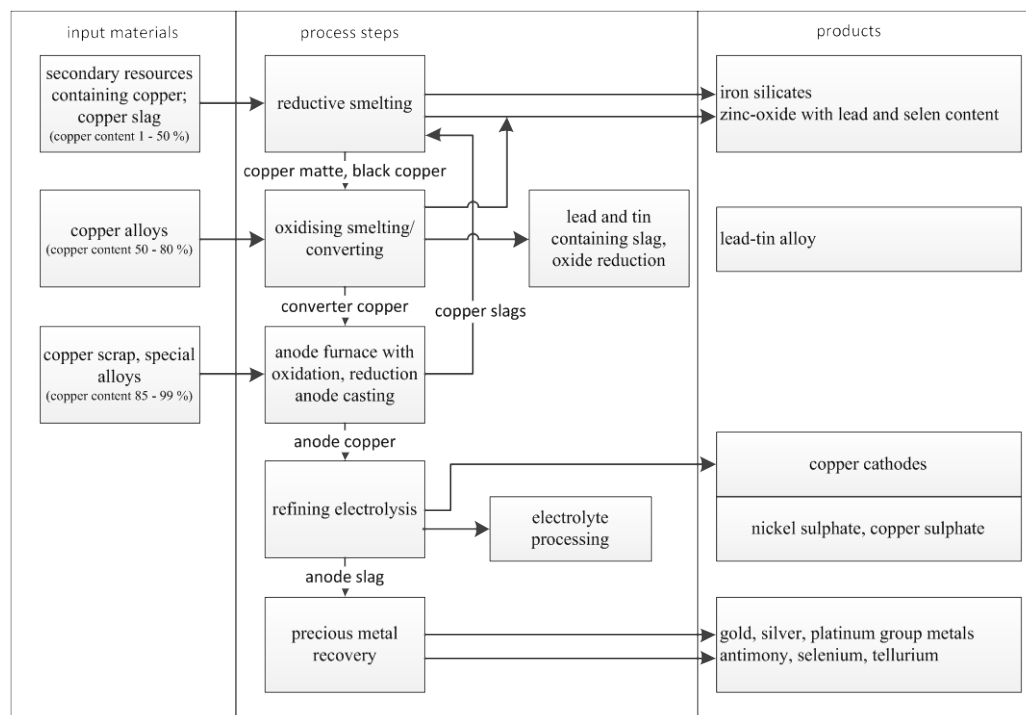 input materials
process steps
products
secondary resources
containing copper;
copper slag
(copper content 1 - 50 %)
reductive smelting
iron silicates
zinc-oxide with lead and selen content
copper matte, black copper
copper alloys
(copper content 50 - 80 %)
oxidising smelting/
converting
lead and tin
containing slag,
oxide reduction
lead-tin alloy
converter copper
copper slags
copper scrap, special
alloys
(copper content 85 - 99 %)
anode furnace with
oxidation, reduction
anode casting
anode copper
refining electrolysis
copper cathodes
electrolyte
processing
nickel sulphate, copper sulphate
anode slag
precious metal
recovery
gold, silver, platinum group metals
antimony, selenium, tellurium